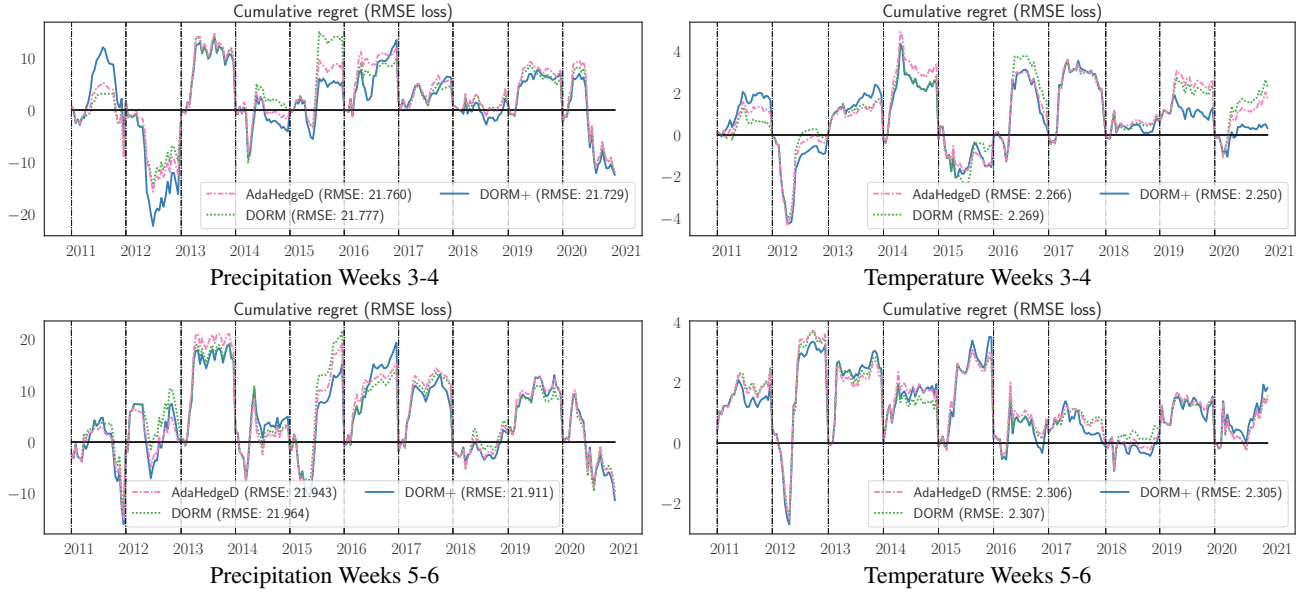 Cumulative regret (RMSE loss)
10
0
−10
−20
AdaHedgeD (RMSE: 21.760)
DORM (RMSE: 21.777)
DORM+ (RMSE: 21.729)
2011 2012 2013 2014 2015 2016 2017 2018 2019 2020 2021
Precipitation Weeks 3-4
Cumulative regret (RMSE loss)
4
2
0
−2
−4
AdaHedgeD (RMSE: 2.266)
DORM (RMSE: 2.269)
DORM+ (RMSE: 2.250)
2011 2012 2013 2014 2015 2016 2017 2018 2019 2020 2021
Temperature Weeks 3-4
Cumulative regret (RMSE loss)
20
10
0
−10
AdaHedgeD (RMSE: 21.943)
DORM (RMSE: 21.964)
DORM+ (RMSE: 21.911)
2011 2012 2013 2014 2015 2016 2017 2018 2019 2020 2021
Precipitation Weeks 5-6
Cumulative regret (RMSE loss)
4
2
0
−2
AdaHedgeD (RMSE: 2.306)
DORM (RMSE: 2.307)
DORM+ (RMSE: 2.305)
2011 2012 2013 2014 2015 2016 2017 2018 2019 2020 2021
Temperature Weeks 5-6